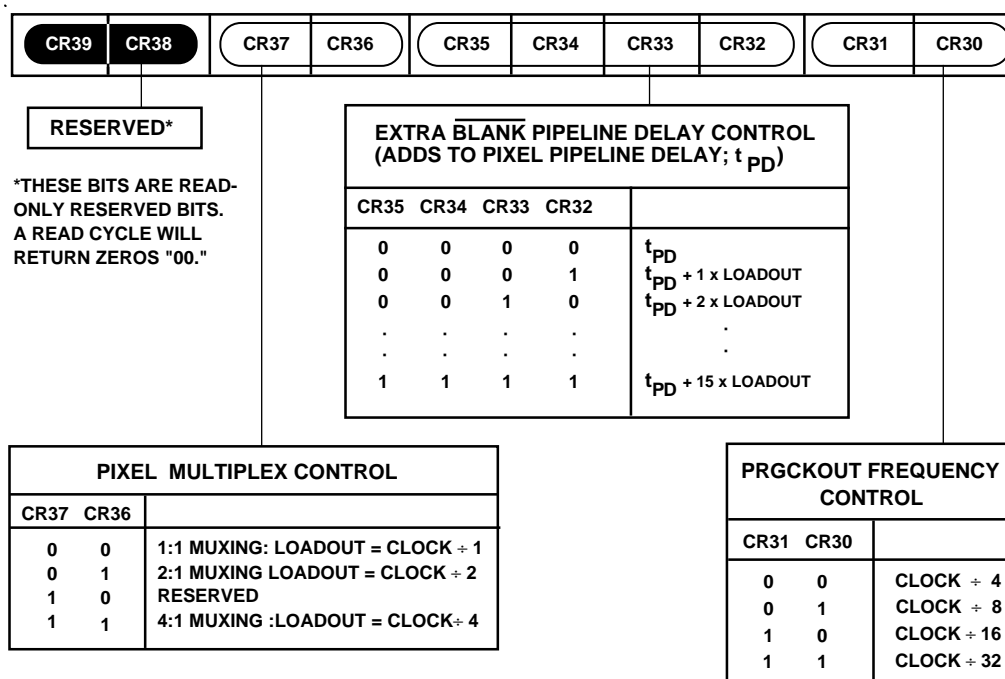 CR39 CR38 CR37 CR36 CR35 CR34 CR33 CR32 CR31 CR30
RESERVED*
*THESE BITS ARE READ-
ONLY RESERVED BITS.
A READ CYCLE WILL
RETURN ZEROS "00."
EXTRA BLANK PIPELINE DELAY CONTROL
(ADDS TO PIXEL PIPELINE DELAY; t PD)
CR35 CR34 CR33 CR32
0 0 0 0 tPD
0 0 0 1 tPD + 1 x LOADOUT
0 0 1 0 tPD + 2 x LOADOUT
. . . . .
. . . . .
1 1 1 1 tPD + 15 x LOADOUT
PIXEL MULTIPLEX CONTROL
CR37 CR36
0 0 1:1 MUXING: LOADOUT = CLOCK ÷ 1
0 1 2:1 MUXING LOADOUT = CLOCK ÷ 2
1 0 RESERVED
1 1 4:1 MUXING :LOADOUT = CLOCK÷ 4
PRGCKOUT FREQUENCY
CONTROL
CR31 CR30
0 0 CLOCK ÷ 4
0 1 CLOCK ÷ 8
1 0 CLOCK ÷ 16
1 1 CLOCK ÷ 32